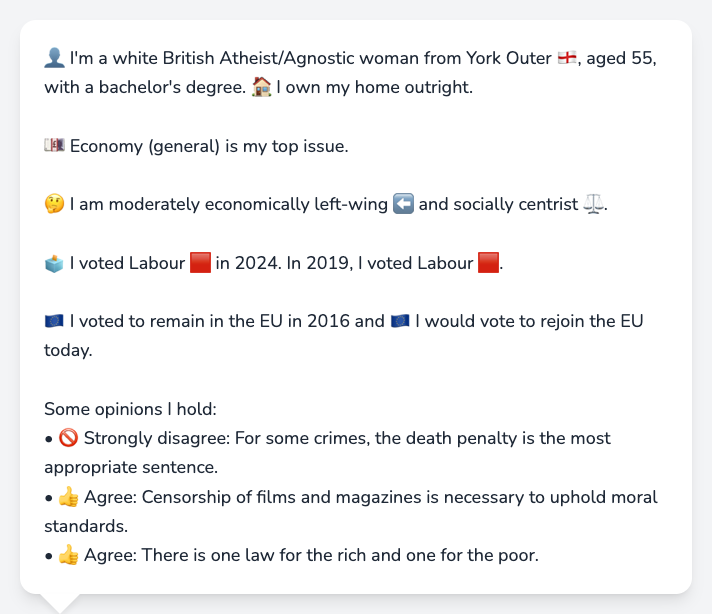 👤 I'm a white British Atheist/Agnostic woman from York Outer 🏴󠁧󠁢󠁥󠁮󠁧󠁿, aged 55,
with a bachelor's degree. 🏠 I own my home outright.
💷 Economy (general) is my top issue.
🤔 I am moderately economically left-wing ⬅️ and socially centrist ⚖️.
🗳️ I voted Labour 🟥 in 2024. In 2019, I voted Labour 🟥.
🇪🇺 I voted to remain in the EU in 2016 and 🇪🇺 I would vote to rejoin the EU
today.
Some opinions I hold:
• 🚫 Strongly disagree: For some crimes, the death penalty is the most
appropriate sentence.
• 👍 Agree: Censorship of films and magazines is necessary to uphold moral
standards.
• 👍 Agree: There is one law for the rich and one for the poor.